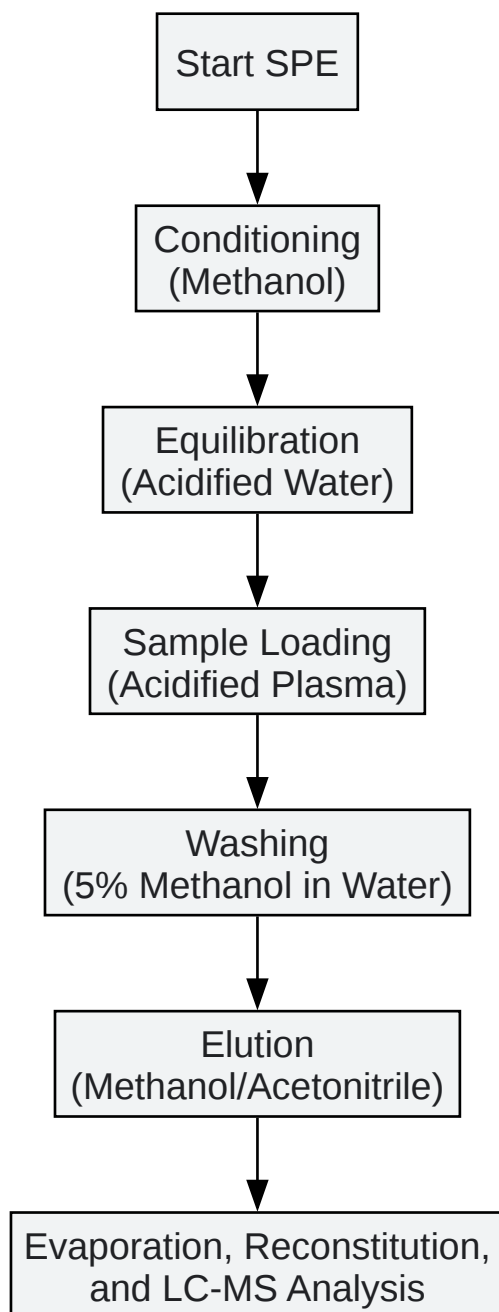 Start SPE
Conditioning
(Methanol)
Equilibration
(Acidified Water)
Sample Loading
(Acidified Plasma)
Washing
(5% Methanol in Water)
Elution
(Methanol/Acetonitrile)
Evaporation, Reconstitution,
and LC-MS Analysis